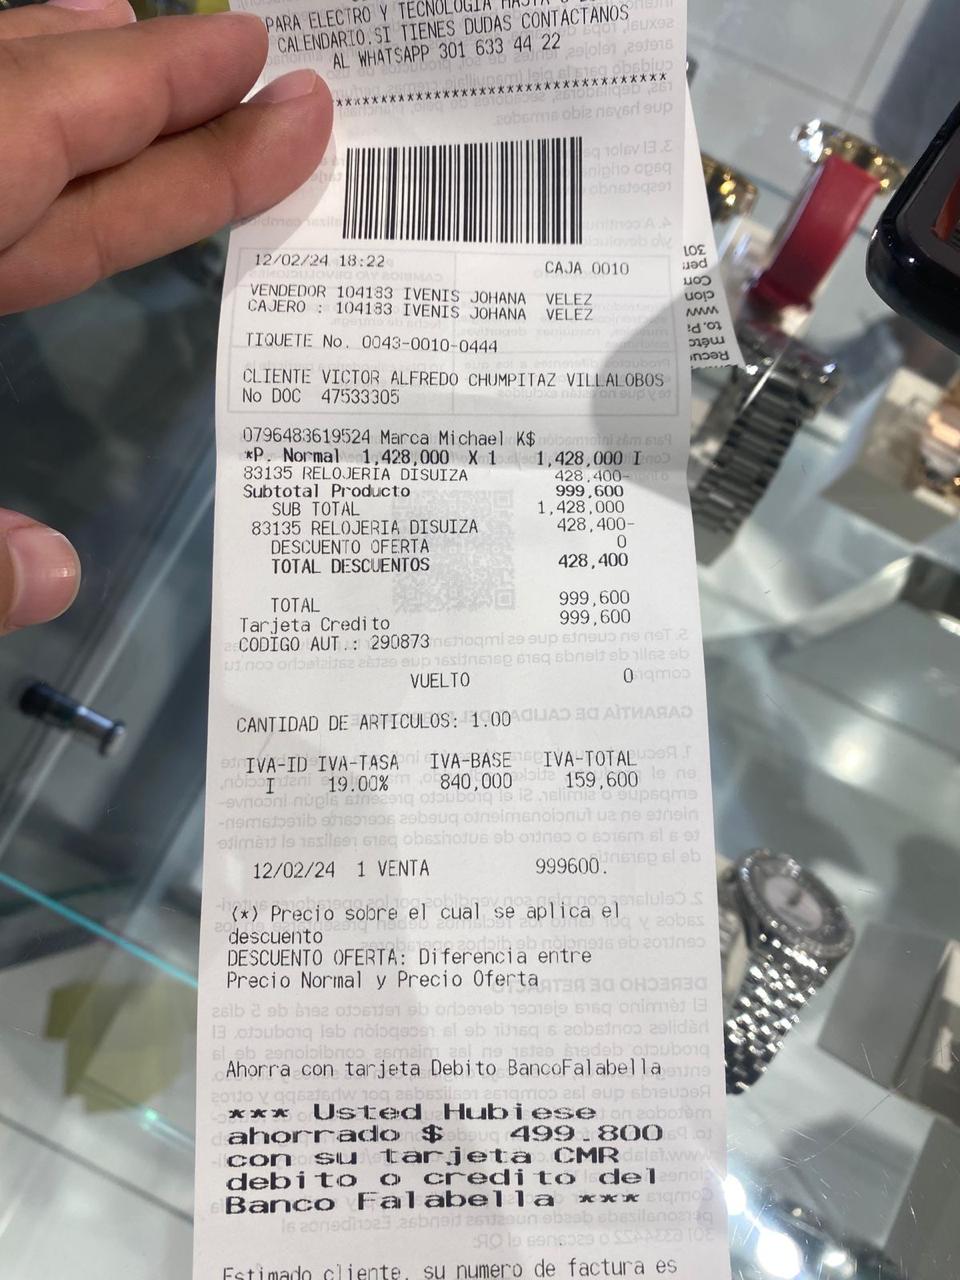 PARA ELECTRO Y TECNOLOGIA HASTA
CALENDARIO.SI TIENES DUDAS CONTACTANOS
AL WHATSAPP 301 633 44 22
12/02/24 18:22 CAJA 0010
VENDEDOR 104183 IVENIS JOHANA VELEZ
CAJERO : 104183 IVENIS JOHANA VELEZ
TIQUETE No. 0043-0010-0444
CLIENTE VICTOR ALFREDO CHUMPITAZ VILLALOBOS
No DOC 47533305
0796483619524 Marca Michael K$
*P. Normal 1,428,000 X 1 1,428,000 I
83135 RELOJERIA DISUIZA 428,400-
Subtotal Producto 999,600
SUB TOTAL 1,428,000
83135 RELOJERIA DISUIZA 428,400-
DESCUENTO OFERTA 0
TOTAL DESCUENTOS 428,400
TOTAL 999,600
Tarjeta Credito 999,600
CODIGO AUT.: 290873
VUELTO 0
CANTIDAD DE ARTICULOS: 1.00
IVA-ID IVA-TASA IVA-BASE IVA-TOTAL
I 19.00% 840,000 159,600
12/02/24 1 VENTA 999600.
(*) Precio sobre el cual se aplica el
descuento
DESCUENTO OFERTA: Diferencia entre
Precio Normal y Precio Oferta
Ahorra con tarjeta Debito BancoFalabella
*** Usted Hubiese
ahorrado $ 499.800
con su tarjeta CMR
debito o credito del
Banco Falabella ***
Estimado cliente, su numero de factura es